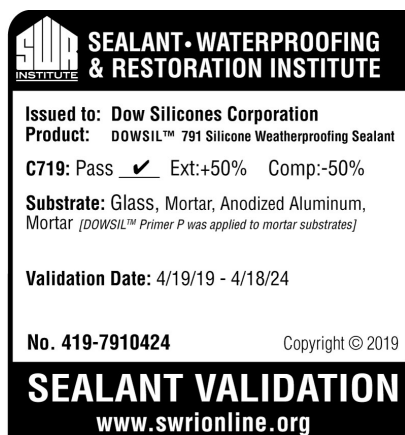 SWR
INSTITUTE
SEALANT • WATERPROOFING
& RESTORATION INSTITUTE
Issued to: Dow Silicones Corporation
Product: DOWSIL™ 791 Silicone Weatherproofing Sealant
C719: Pass ✔ Ext:+50% Comp:-50%
Substrate: Glass, Mortar, Anodized Aluminum,
Mortar [DOWSIL™ Primer P was applied to mortar substrates]
Validation Date: 4/19/19 - 4/18/24
No. 419-7910424 Copyright © 2019
SEALANT VALIDATION
www.swrionline.org